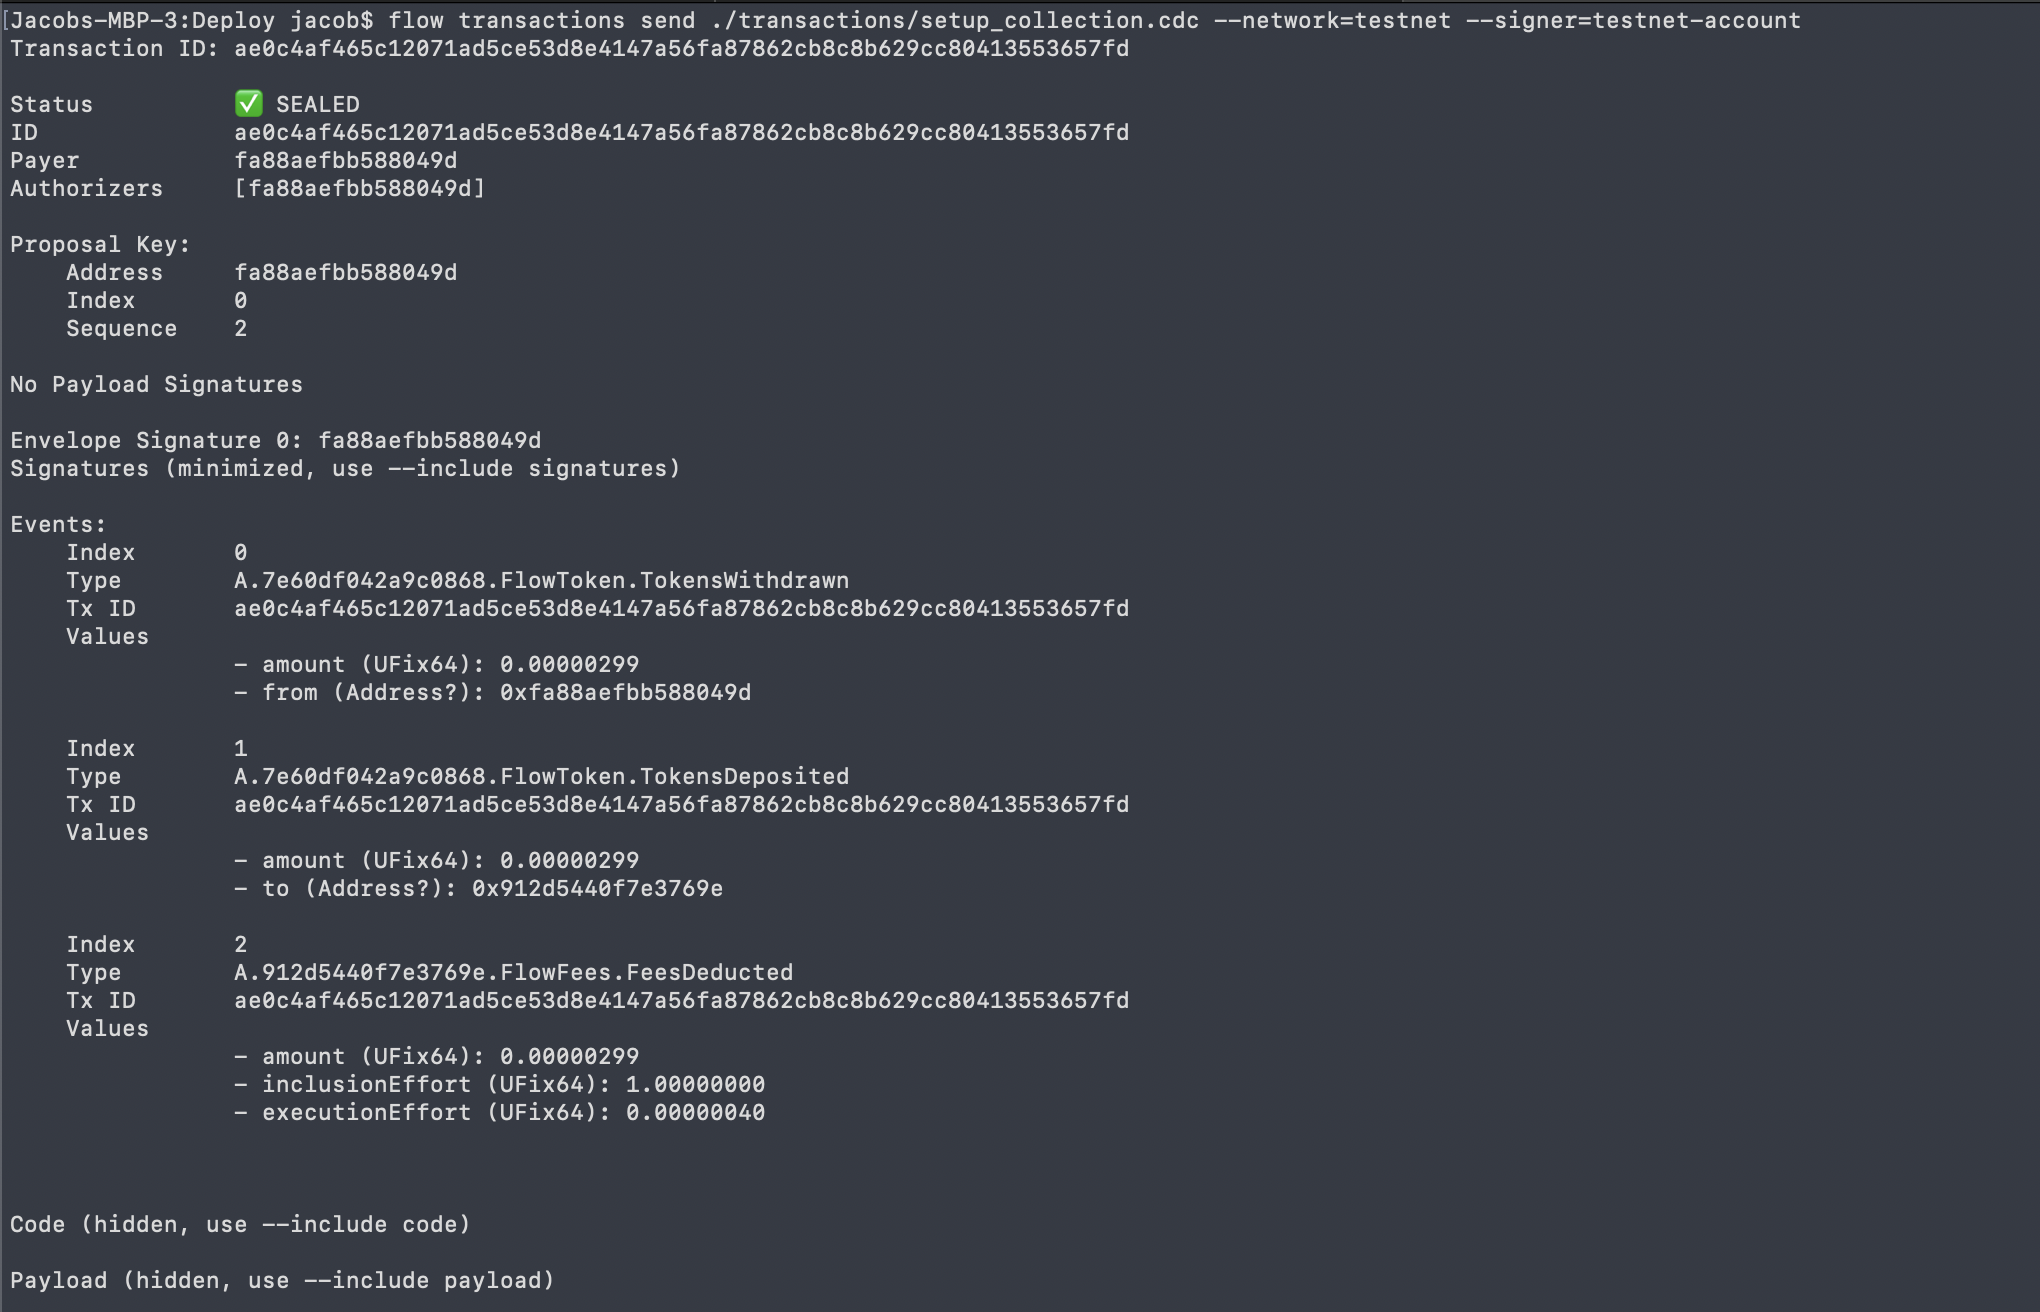 [Jacobs-MBP-3:Deploy jacob$ flow transactions send ./transactions/setup_collection.cdc --network=testnet --signer=testnet-account
Transaction ID: ae0c4af465c12071ad5ce53d8e4147a56fa87862cb8c8b629cc80413553657fd
Status ✅ SEALED
ID ae0c4af465c12071ad5ce53d8e4147a56fa87862cb8c8b629cc80413553657fd
Payer fa88aefbb588049d
Authorizers [fa88aefbb588049d]
Proposal Key:
Address fa88aefbb588049d
Index 0
Sequence 2
No Payload Signatures
Envelope Signature 0: fa88aefbb588049d
Signatures (minimized, use --include signatures)
Events:
Index 0
Type A.7e60df042a9c0868.FlowToken.TokensWithdrawn
Tx ID ae0c4af465c12071ad5ce53d8e4147a56fa87862cb8c8b629cc80413553657fd
Values
- amount (UFix64): 0.00000299
- from (Address?): 0xfa88aefbb588049d
Index 1
Type A.7e60df042a9c0868.FlowToken.TokensDeposited
Tx ID ae0c4af465c12071ad5ce53d8e4147a56fa87862cb8c8b629cc80413553657fd
Values
- amount (UFix64): 0.00000299
- to (Address?): 0x912d5440f7e3769e
Index 2
Type A.912d5440f7e3769e.FlowFees.FeesDeducted
Tx ID ae0c4af465c12071ad5ce53d8e4147a56fa87862cb8c8b629cc80413553657fd
Values
- amount (UFix64): 0.00000299
- inclusionEffort (UFix64): 1.00000000
- executionEffort (UFix64): 0.00000040
Code (hidden, use --include code)
Payload (hidden, use --include payload)